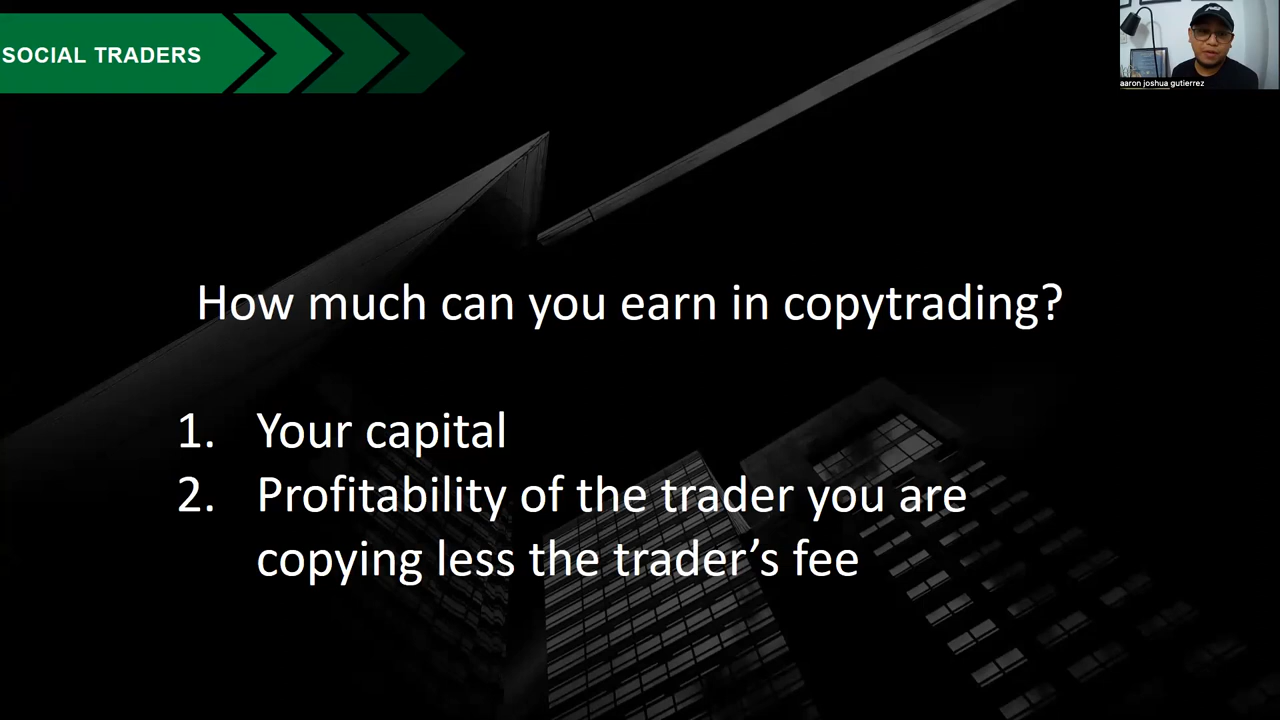 SOCIAL TRADERS
aaron joshua gutierrez
How much can you earn in copytrading?
1. Your capital
2. Profitability of the trader you are
copying less the trader’s fee